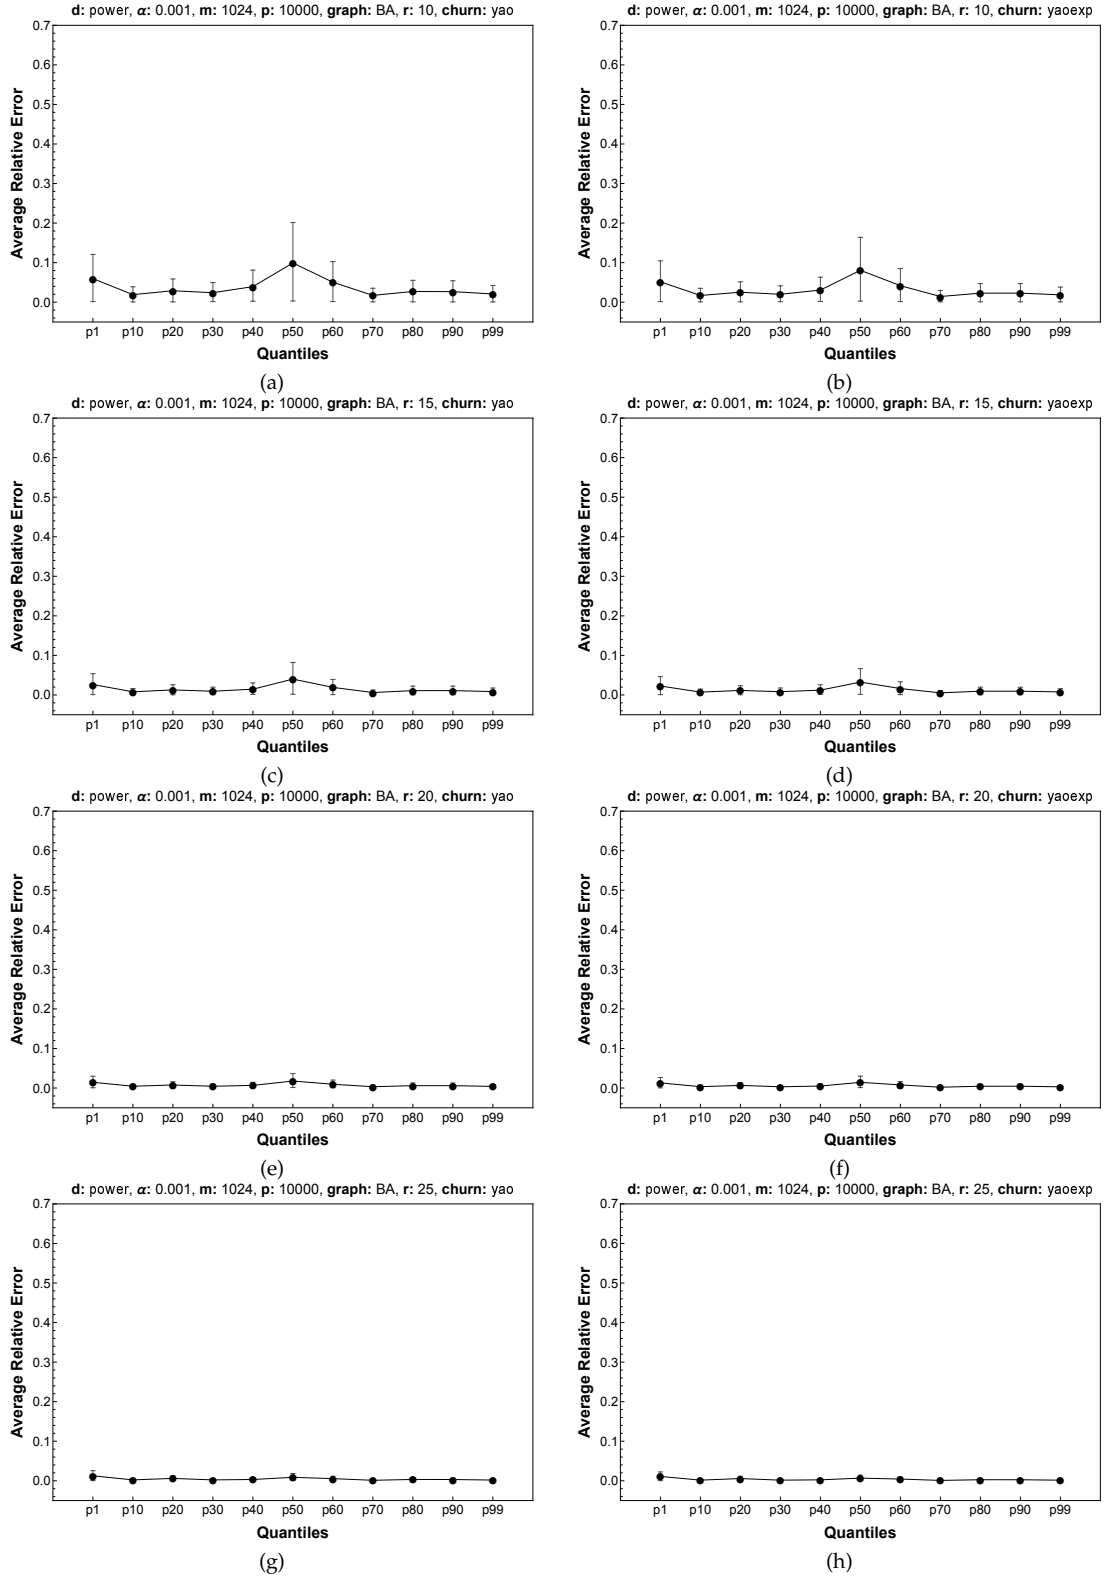 d: power, α: 0.001, m: 1024, p: 10000, graph: BA, r: 10, churn: yao
0.7
0.6
0.5
0.4
0.3
0.2
0.1
0.0
Average Relative Error
p1 p10 p20 p30 p40 p50 p60 p70 p80 p90 p99
Quantiles
(a)
d: power, α: 0.001, m: 1024, p: 10000, graph: BA, r: 10, churn: yaoexp
0.7
0.6
0.5
0.4
0.3
0.2
0.1
0.0
Average Relative Error
p1 p10 p20 p30 p40 p50 p60 p70 p80 p90 p99
Quantiles
(b)
d: power, α: 0.001, m: 1024, p: 10000, graph: BA, r: 15, churn: yao
0.7
0.6
0.5
0.4
0.3
0.2
0.1
0.0
Average Relative Error
p1 p10 p20 p30 p40 p50 p60 p70 p80 p90 p99
Quantiles
(c)
d: power, α: 0.001, m: 1024, p: 10000, graph: BA, r: 15, churn: yaoexp
0.7
0.6
0.5
0.4
0.3
0.2
0.1
0.0
Average Relative Error
p1 p10 p20 p30 p40 p50 p60 p70 p80 p90 p99
Quantiles
(d)
d: power, α: 0.001, m: 1024, p: 10000, graph: BA, r: 20, churn: yao
0.7
0.6
0.5
0.4
0.3
0.2
0.1
0.0
Average Relative Error
p1 p10 p20 p30 p40 p50 p60 p70 p80 p90 p99
Quantiles
(e)
d: power, α: 0.001, m: 1024, p: 10000, graph: BA, r: 20, churn: yaoexp
0.7
0.6
0.5
0.4
0.3
0.2
0.1
0.0
Average Relative Error
p1 p10 p20 p30 p40 p50 p60 p70 p80 p90 p99
Quantiles
(f)
d: power, α: 0.001, m: 1024, p: 10000, graph: BA, r: 25, churn: yao
0.7
0.6
0.5
0.4
0.3
0.2
0.1
0.0
Average Relative Error
p1 p10 p20 p30 p40 p50 p60 p70 p80 p90 p99
Quantiles
(g)
d: power, α: 0.001, m: 1024, p: 10000, graph: BA, r: 25, churn: yaoexp
0.7
0.6
0.5
0.4
0.3
0.2
0.1
0.0
Average Relative Error
p1 p10 p20 p30 p40 p50 p60 p70 p80 p90 p99
Quantiles
(h)